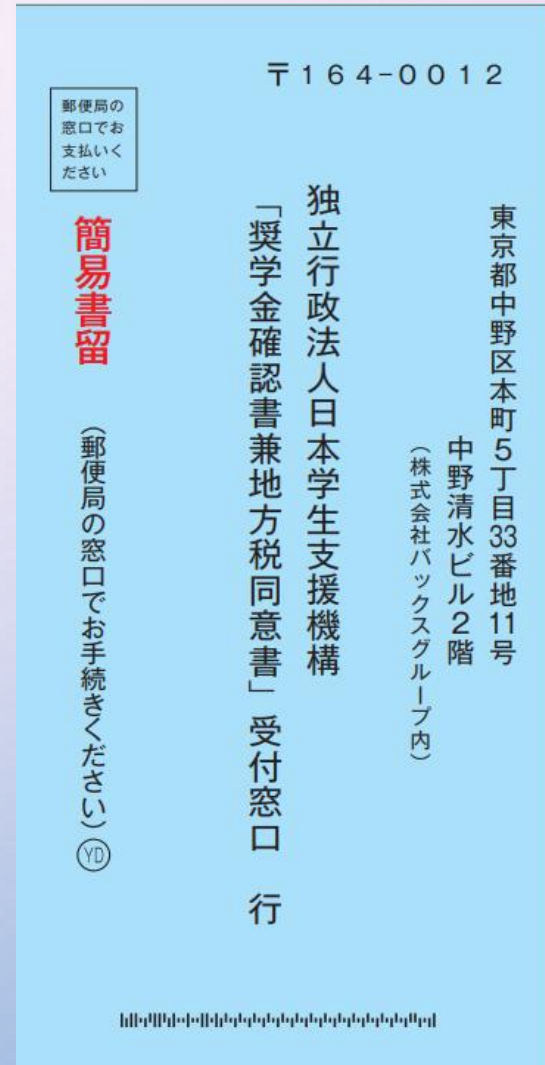 〒164-0012
東京都中野区本町5丁目33番地11号
中野清水ビル2階
（株式会社バックスグループ内）
独立行政法人日本学生支援機構
「奨学金確認書兼地方税同意書」受付窓口　行
郵便局の
窓口でお
支払いく
ださい
簡易書留　（郵便局の窓口でお手続きください）YD